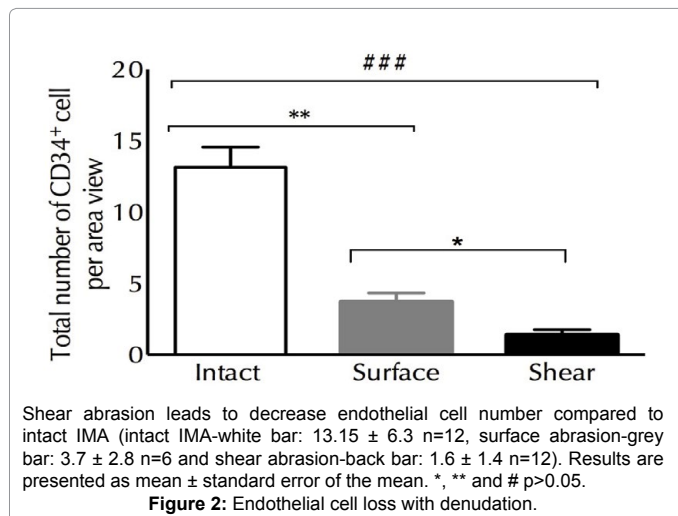 20
15
10
5
0
Total number of CD34⁺ cell
per area view
# # #
**
*
Intact Surface Shear
Shear abrasion leads to decrease endothelial cell number compared to
intact IMA (intact IMA-white bar: 13.15 ± 6.3 n=12, surface abrasion-grey
bar: 3.7 ± 2.8 n=6 and shear abrasion-back bar: 1.6 ± 1.4 n=12). Results are
presented as mean ± standard error of the mean. *, ** and # p>0.05.
Figure 2: Endothelial cell loss with denudation.